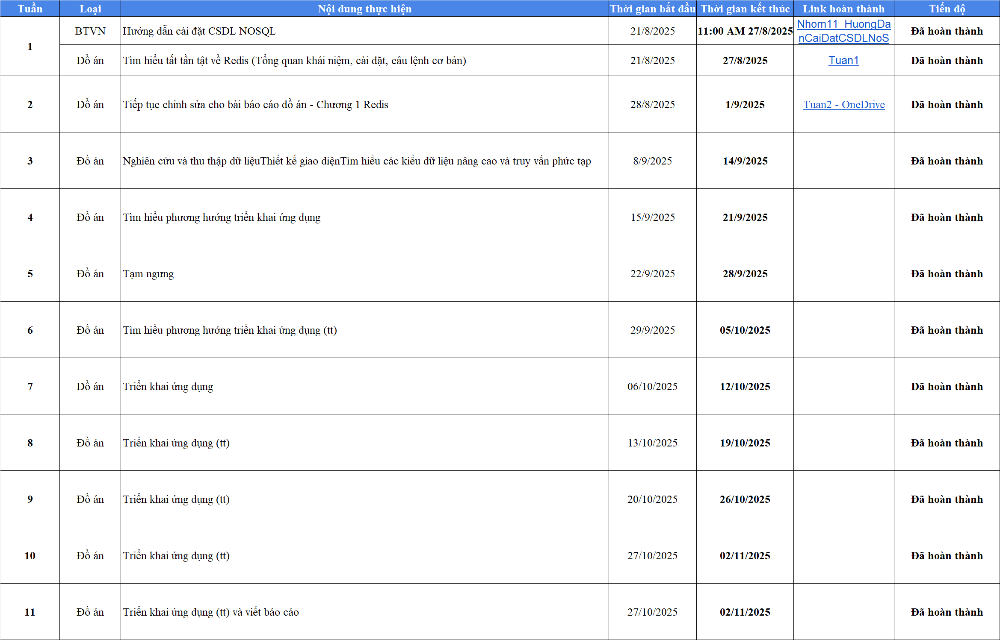 Tuần Loại Nội dung thực hiện Thời gian bắt đầu Thời gian kết thúc Link hoàn thành Tiến độ
1 BTVN Hướng dẫn cài đặt CSDL NOSQL 21/8/2025 11:00 AM 27/8/2025 Nhom11_HuongDa
nCaiDatCSDLNoS Đã hoàn thành
Đồ án Tìm hiểu tất tần tật về Redis (Tổng quan khái niệm, cài đặt, câu lệnh cơ bản) 21/8/2025 27/8/2025 Tuan1 Đã hoàn thành
2 Đồ án Tiếp tục chỉnh sửa cho bài báo cáo đồ án - Chương 1 Redis 28/8/2025 1/9/2025 Tuan2 - OneDrive Đã hoàn thành
3 Đồ án Nghiên cứu và thu thập dữ liệuThiết kế giao diệnTìm hiểu các kiểu dữ liệu nâng cao và truy vấn phức tạp 8/9/2025 14/9/2025 Đã hoàn thành
4 Đồ án Tìm hiểu phương hướng triển khai ứng dụng 15/9/2025 21/9/2025 Đã hoàn thành
5 Đồ án Tạm ngưng 22/9/2025 28/9/2025 Đã hoàn thành
6 Đồ án Tìm hiểu phương hướng triển khai ứng dụng (tt) 29/9/2025 05/10/2025 Đã hoàn thành
7 Đồ án Triển khai ứng dụng 06/10/2025 12/10/2025 Đã hoàn thành
8 Đồ án Triển khai ứng dụng (tt) 13/10/2025 19/10/2025 Đã hoàn thành
9 Đồ án Triển khai ứng dụng (tt) 20/10/2025 26/10/2025 Đã hoàn thành
10 Đồ án Triển khai ứng dụng (tt) 27/10/2025 02/11/2025 Đã hoàn thành
11 Đồ án Triển khai ứng dụng (tt) và viết báo cáo 27/10/2025 02/11/2025 Đã hoàn thành